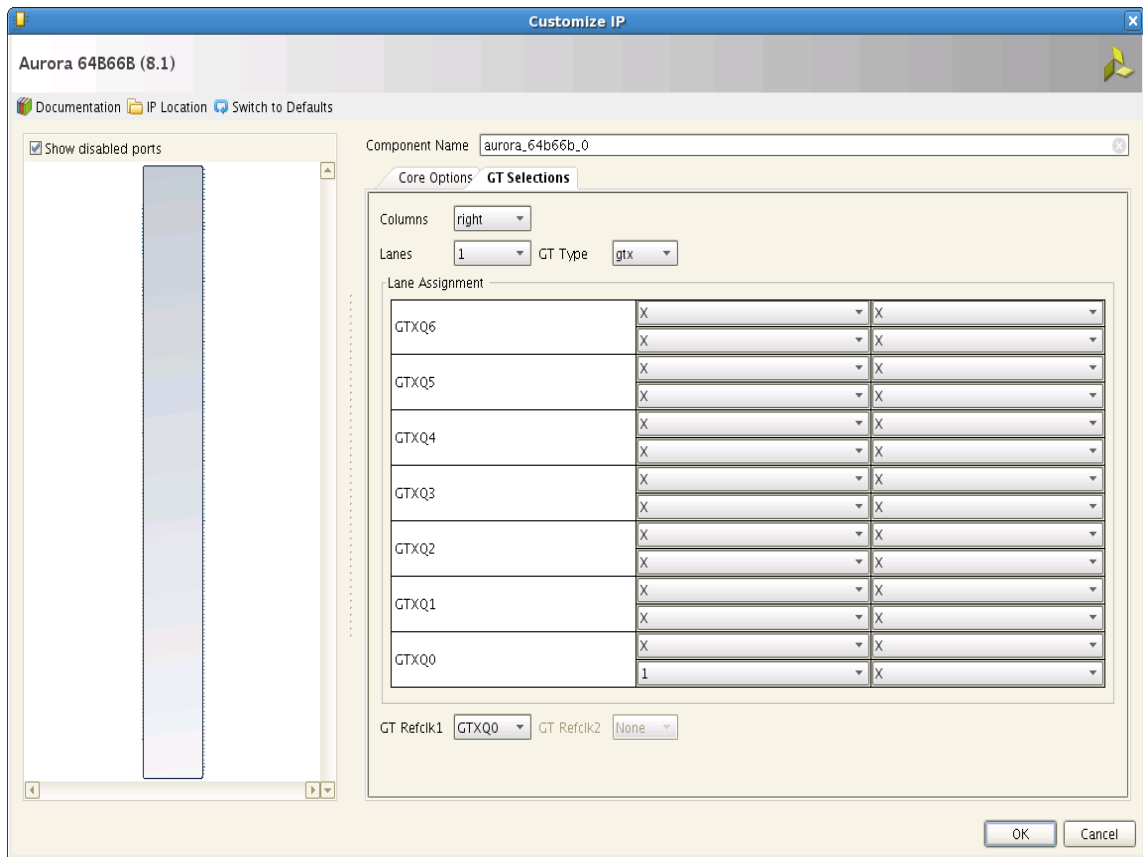 Customize IP
Aurora 64B66B (8.1)
Documentation IP Location Switch to Defaults
Show disabled ports
Component Name aurora_64b66b_0
Core Options GT Selections
Columns right
Lanes 1 GT Type gtx
Lane Assignment
GTXQ6
X X
X X
GTXQ5
X X
X X
GTXQ4
X X
X X
GTXQ3
X X
X X
GTXQ2
X X
X X
GTXQ1
X X
X X
GTXQ0
X X
1 X
GT Refclk1 GTXQ0 GT Refclk2 None
OK Cancel